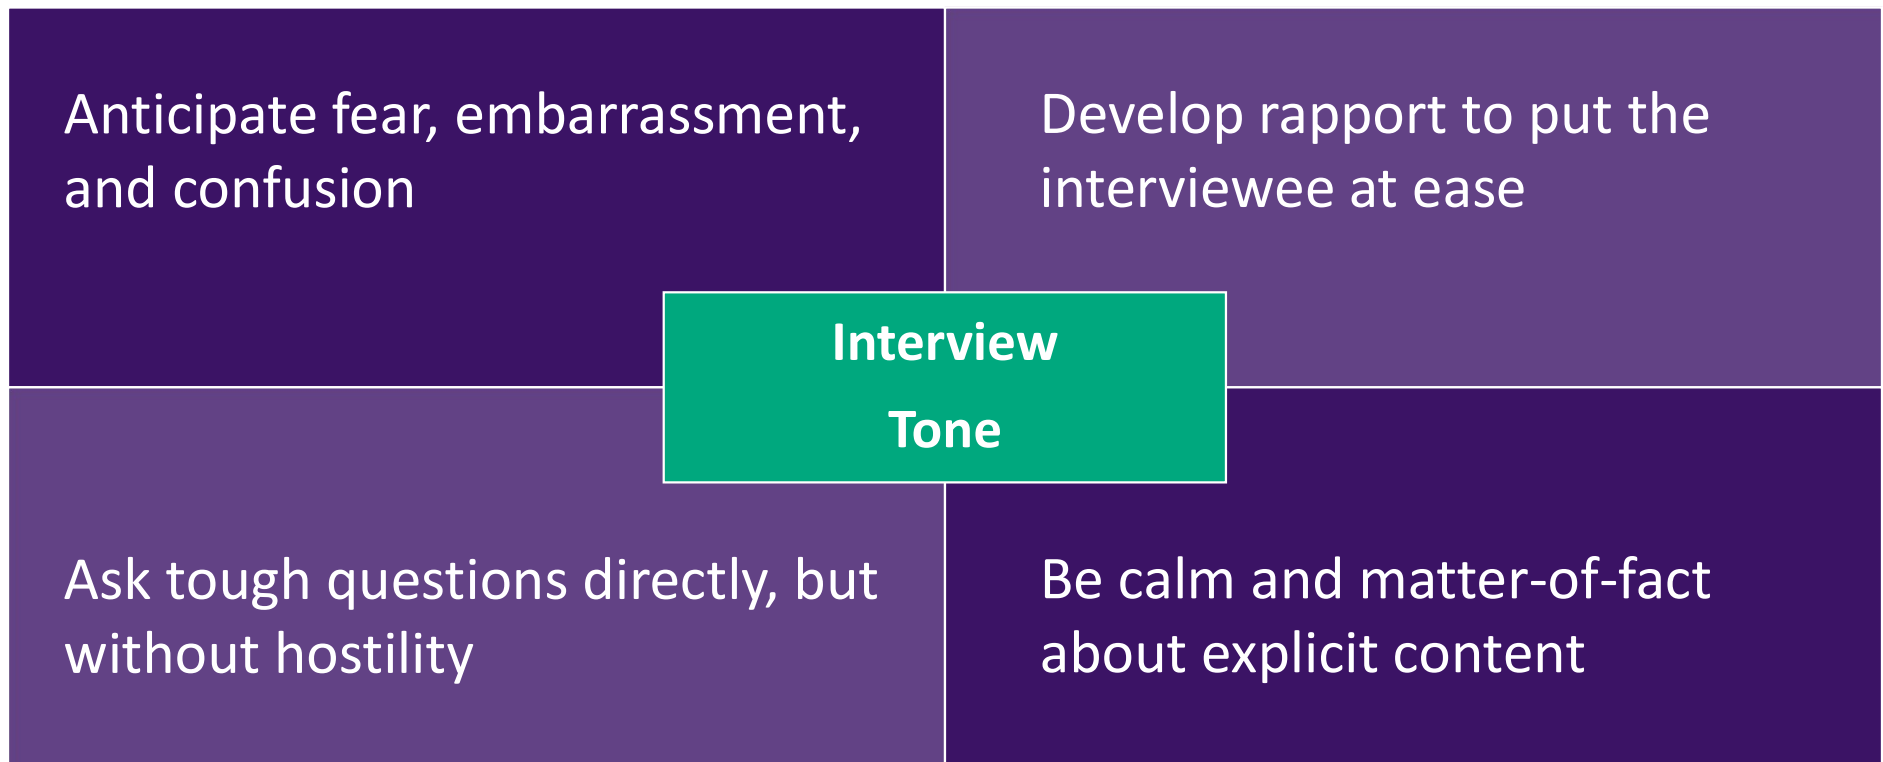 Anticipate fear, embarrassment,
and confusion
Develop rapport to put the
interviewee at ease
Interview
Tone
Ask tough questions directly, but
without hostility
Be calm and matter-of-fact
about explicit content